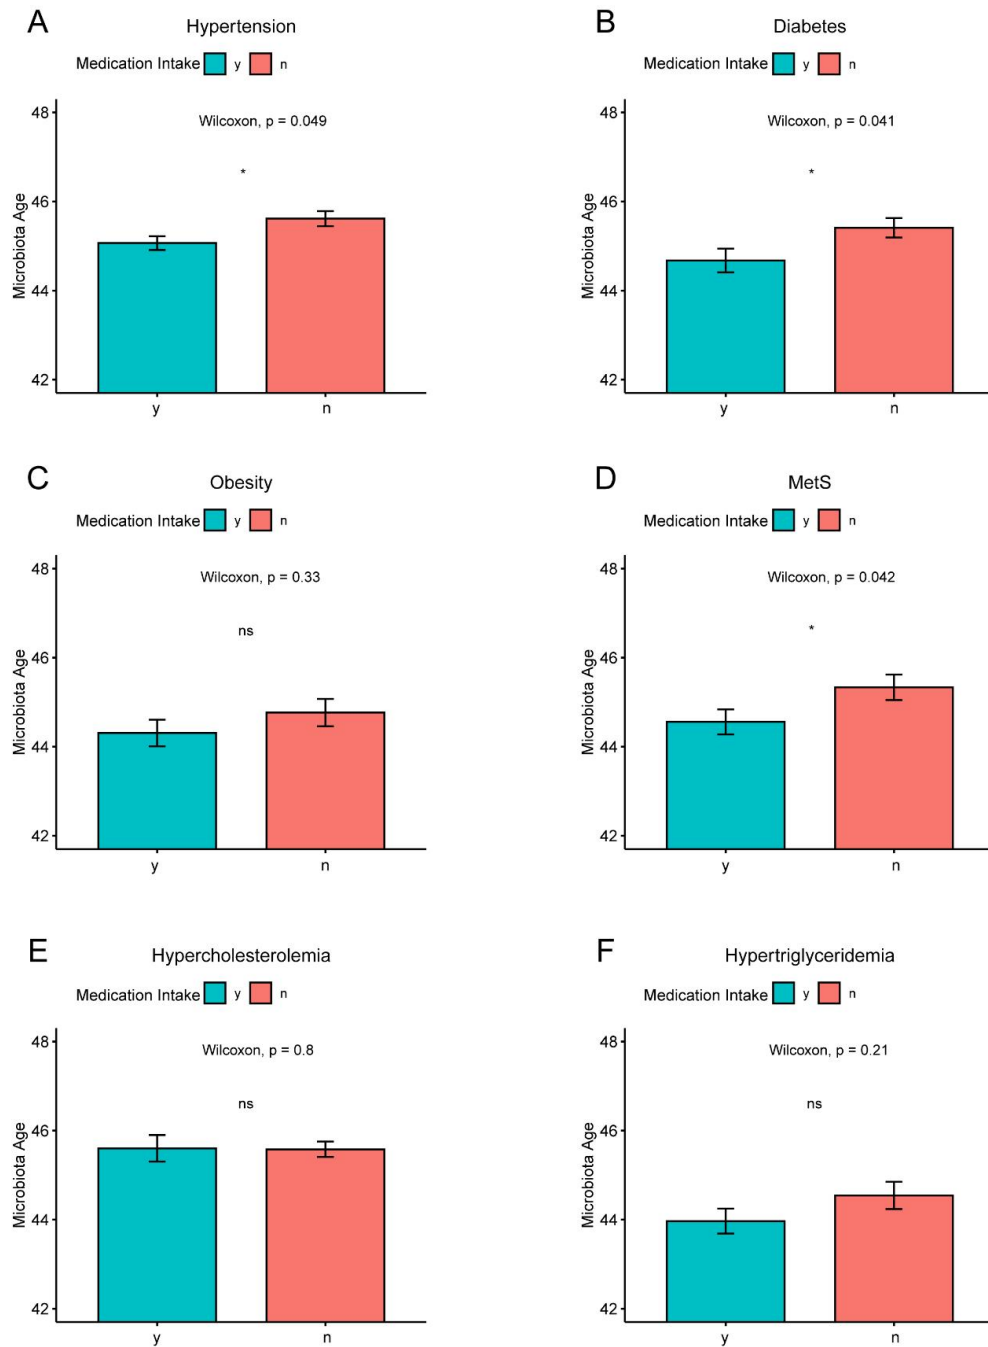 A
Hypertension
Medication Intake y n
Wilcoxon, p = 0.049
*
Microbiota Age
48
46
44
42
y n
B
Diabetes
Medication Intake y n
Wilcoxon, p = 0.041
*
Microbiota Age
48
46
44
42
y n
C
Obesity
Medication Intake y n
Wilcoxon, p = 0.33
ns
Microbiota Age
48
46
44
42
y n
D
MetS
Medication Intake y n
Wilcoxon, p = 0.042
*
Microbiota Age
48
46
44
42
y n
E
Hypercholesterolemia
Medication Intake y n
Wilcoxon, p = 0.8
ns
Microbiota Age
48
46
44
42
y n
F
Hypertriglyceridemia
Medication Intake y n
Wilcoxon, p = 0.21
ns
Microbiota Age
48
46
44
42
y n